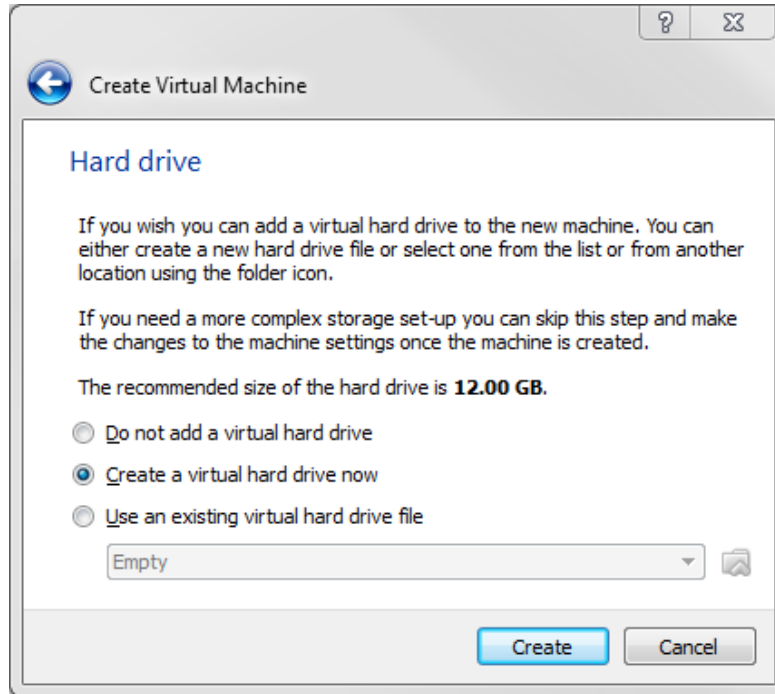 Create Virtual Machine
Hard drive
If you wish you can add a virtual hard drive to the new machine. You can
either create a new hard drive file or select one from the list or from another
location using the folder icon.
If you need a more complex storage set-up you can skip this step and make
the changes to the machine settings once the machine is created.
The recommended size of the hard drive is 12.00 GB.
Do not add a virtual hard drive
Create a virtual hard drive now
Use an existing virtual hard drive file
Empty
Create Cancel